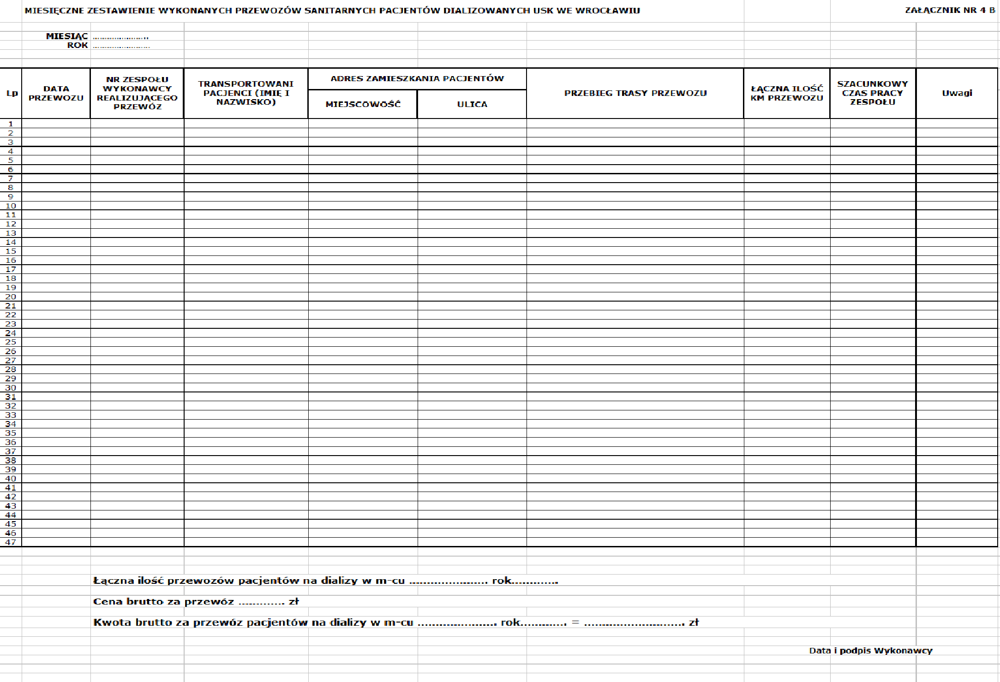 MIESIĘCZNE ZESTAWIENIE WYKONANYCH PRZEWOZÓW SANITARNYCH PACJENTÓW DIALIZOWANYCH USK WE WROCŁAWIU
ZAŁĄCZNIK NR 4 B
MIESIĄC ........................
ROK ........................
Lp
DATA
PRZEWOZU
NR ZESPOŁU
WYKONAWCY
REALIZUJĄCEGO
PRZEWÓZ
TRANSPORTOWANI
PACJENCI (IMIĘ I
NAZWISKO)
ADRES ZAMIESZKANIA PACJENTÓW
MIEJSCOWOŚĆ
ULICA
PRZEBIEG TRASY PRZEWOZU
ŁĄCZNA ILOŚĆ
KM PRZEWOZU
SZACUNKOWY
CZAS PRACY
ZESPOŁU
Uwagi
1
2
3
4
5
6
7
8
9
10
11
12
13
14
15
16
17
18
19
20
21
22
23
24
25
26
27
28
29
30
31
32
33
34
35
36
37
38
39
40
41
42
43
44
45
46
47
Łączna ilość przewozów pacjentów na dializy w m-cu ...................... rok.............
Cena brutto za przewóz ............. zł
Kwota brutto za przewóz pacjentów na dializy w m-cu ...................... rok............. = ............................ zł
Data i podpis Wykonawcy